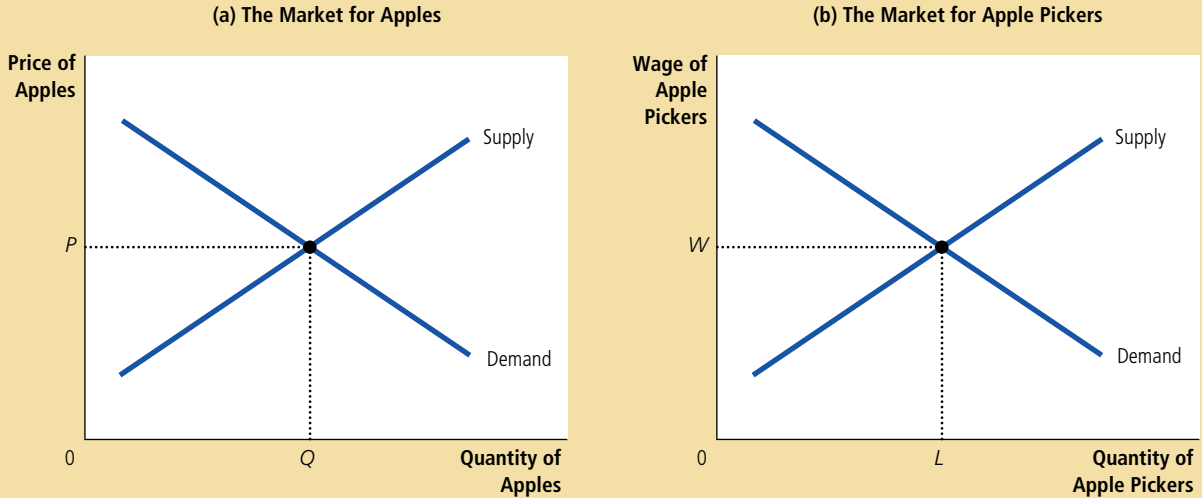 (a) The Market for Apples
Price of
Apples
Supply
P
Demand
0
Q
Quantity of
Apples
(b) The Market for Apple Pickers
Wage of
Apple
Pickers
Supply
W
Demand
0
L
Quantity of
Apple Pickers